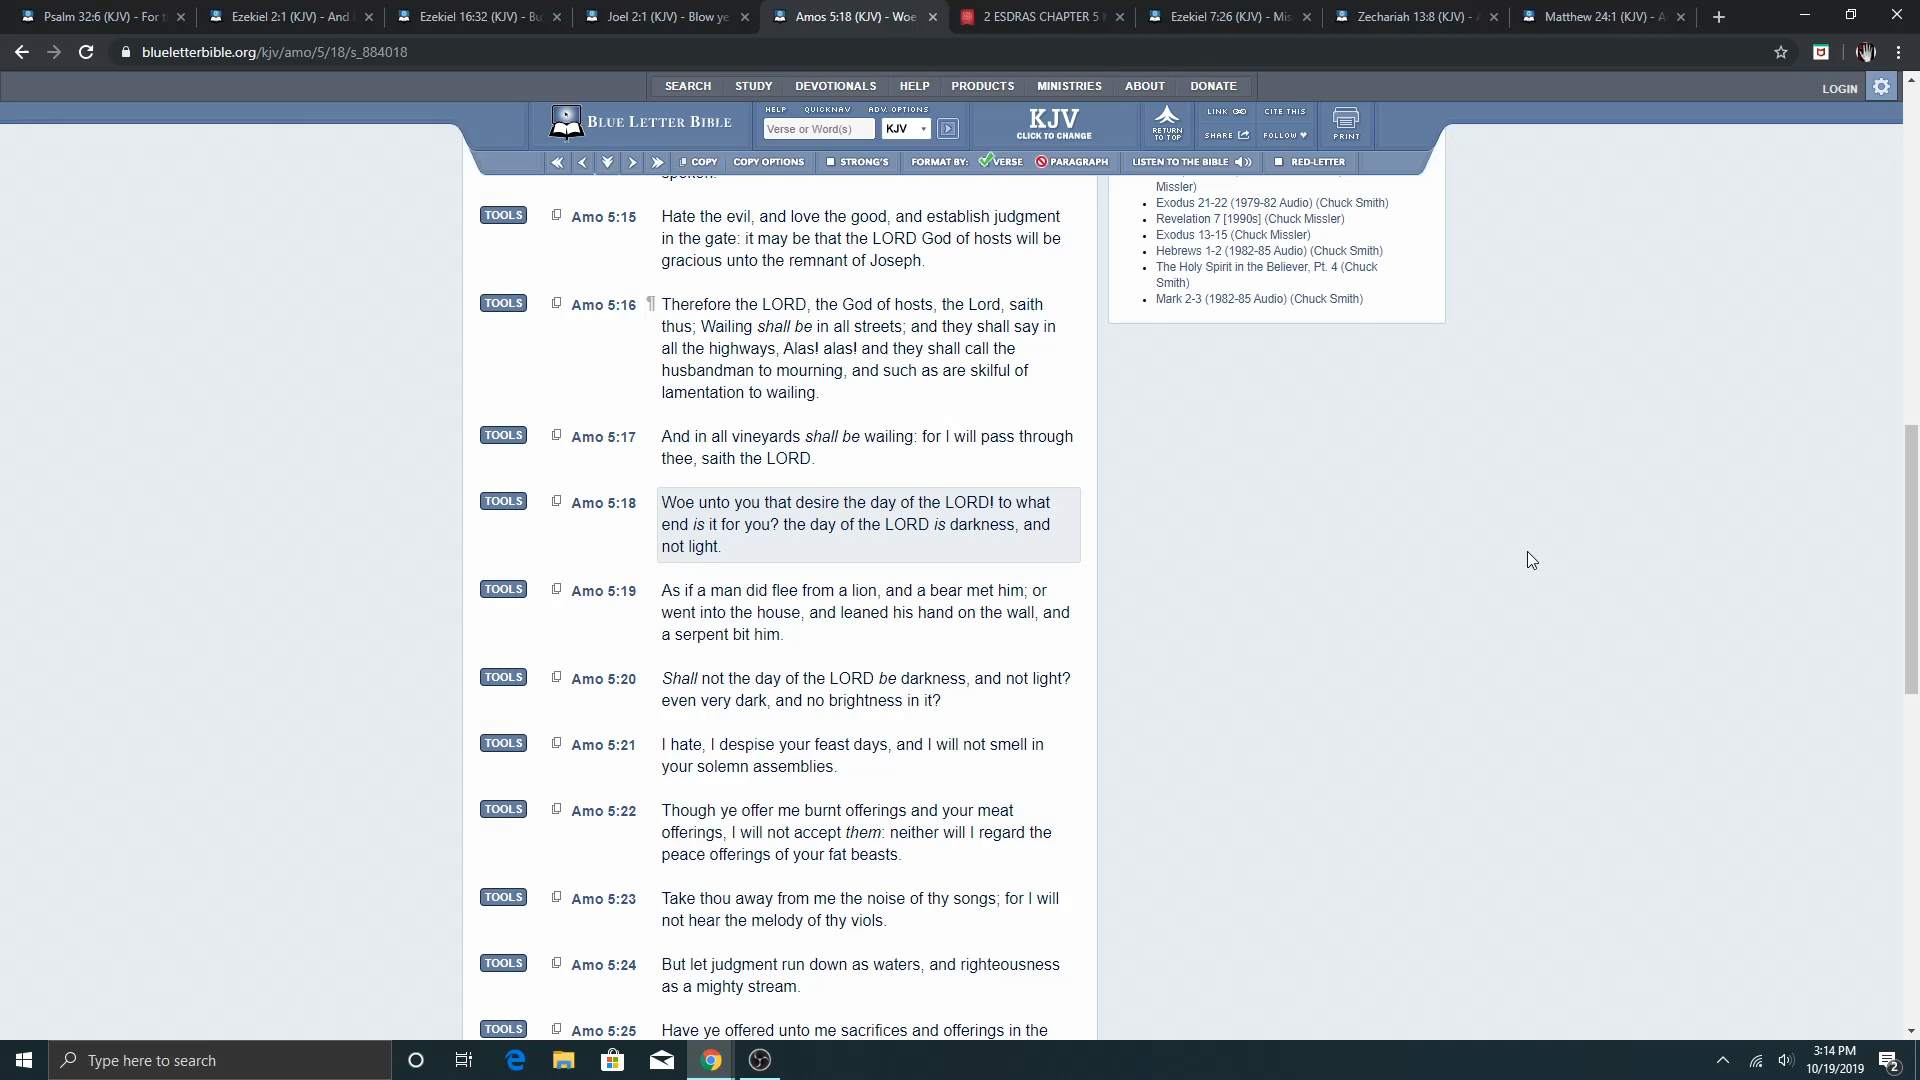 Psalm 32:6 (KJV) - For t
Ezekiel 2:1 (KJV) - And
Ezekiel 16:32 (KJV) - Bu
Joel 2:1 (KJV) - Blow ye
Amos 5:18 (KJV) - Woe
2 ESDRAS CHAPTER 5
Ezekiel 7:26 (KJV) - Mis
Zechariah 13:8 (KJV) - A
Matthew 24:1 (KJV) - A
blueletterbible.org/kjv/amo/5/18/s_884018
SEARCH STUDY DEVOTIONALS HELP PRODUCTS MINISTRIES ABOUT DONATE
LOGIN
BLUE LETTER BIBLE
HELP QUICKNAV ADV. OPTIONS
Verse or Word(s) KJV
KJV
CLICK TO CHANGE
RETURN
TO TOP
LINK CITE THIS
SHARE FOLLOW
PRINT
COPY COPY OPTIONS STRONG'S FORMAT BY: VERSE PARAGRAPH LISTEN TO THE BIBLE RED-LETTER
spoken.
TOOLS Amo 5:15 Hate the evil, and love the good, and establish judgment
in the gate: it may be that the LORD God of hosts will be
gracious unto the remnant of Joseph.
TOOLS Amo 5:16 ¶ Therefore the LORD, the God of hosts, the Lord, saith
thus; Wailing shall be in all streets; and they shall say in
all the highways, Alas! alas! and they shall call the
husbandman to mourning, and such as are skilful of
lamentation to wailing.
TOOLS Amo 5:17 And in all vineyards shall be wailing: for I will pass through
thee, saith the LORD.
TOOLS Amo 5:18 Woe unto you that desire the day of the LORD! to what
end is it for you? the day of the LORD is darkness, and
not light.
TOOLS Amo 5:19 As if a man did flee from a lion, and a bear met him; or
went into the house, and leaned his hand on the wall, and
a serpent bit him.
TOOLS Amo 5:20 Shall not the day of the LORD be darkness, and not light?
even very dark, and no brightness in it?
TOOLS Amo 5:21 I hate, I despise your feast days, and I will not smell in
your solemn assemblies.
TOOLS Amo 5:22 Though ye offer me burnt offerings and your meat
offerings, I will not accept them: neither will I regard the
peace offerings of your fat beasts.
TOOLS Amo 5:23 Take thou away from me the noise of thy songs; for I will
not hear the melody of thy viols.
TOOLS Amo 5:24 But let judgment run down as waters, and righteousness
as a mighty stream.
TOOLS Amo 5:25 Have ye offered unto me sacrifices and offerings in the
Missler)
Exodus 21-22 (1979-82 Audio) (Chuck Smith)
Revelation 7 [1990s] (Chuck Missler)
Exodus 13-15 (Chuck Missler)
Hebrews 1-2 (1982-85 Audio) (Chuck Smith)
The Holy Spirit in the Believer, Pt. 4 (Chuck
Smith)
Mark 2-3 (1982-85 Audio) (Chuck Smith)
Type here to search
3:14 PM
10/19/2019
2